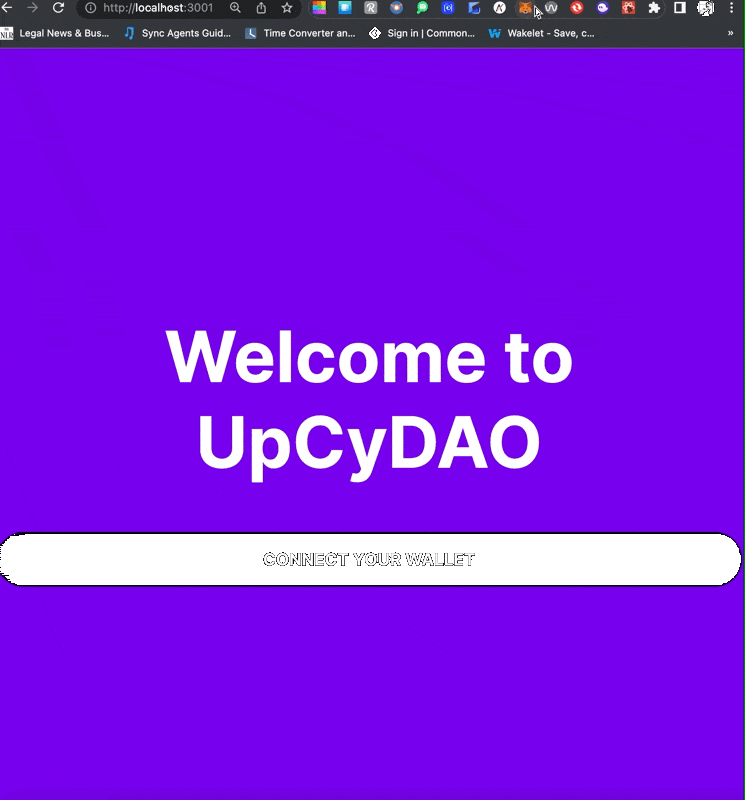 http://localhost:3001
NLR Legal News & Bus... Sync Agents Guid... Time Converter an... Sign in | Common... Wakelet - Save, c... »
Welcome to
UpCyDAO
CONNECT YOUR WALLET